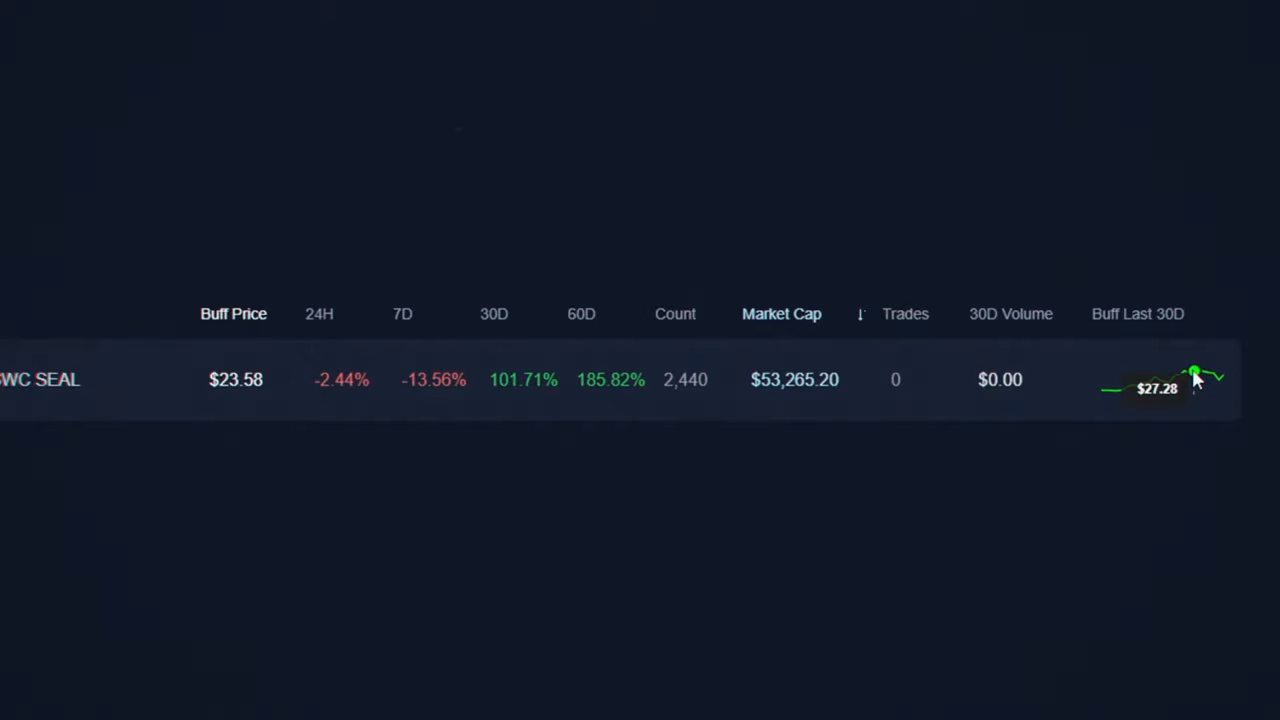 Buff Price 24H 7D 30D 60D Count Market Cap ↓ Trades 30D Volume Buff Last 30D
SWC SEAL $23.58 -2.44% -13.56% 101.71% 185.82% 2,440 $53,265.20 0 $0.00 $27.28